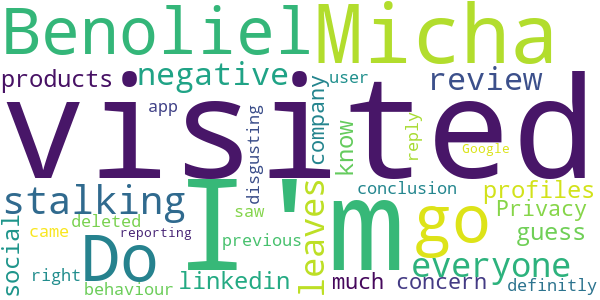 Benoliel Micha
products negative review
visited
app user
disgusting company know reply Google
stalking I'm leaves go
conclusion profiles
Privacy
social deleted saw guess
came Do reporting previous everyone
right linkedin much concern
behaviour definitly